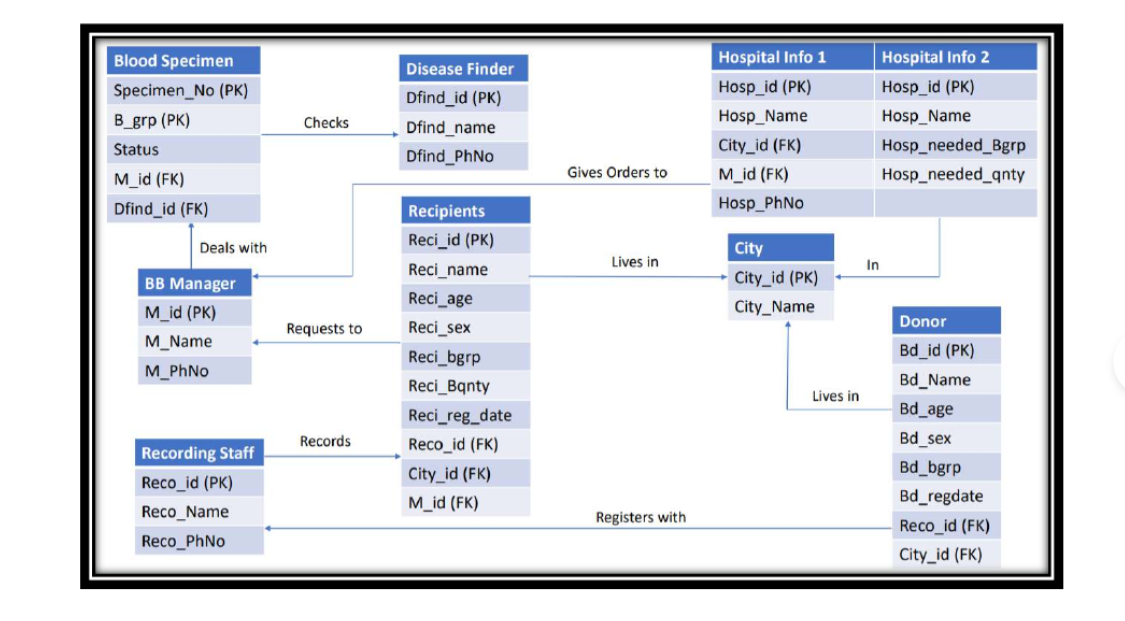 Blood Specimen
Specimen_No (PK)
B_grp (PK)
Status
M_id (FK)
Dfind_id (FK)
Checks
Disease Finder
Dfind_id (PK)
Dfind_name
Dfind_PhNo
Hospital Info 1
Hosp_id (PK)
Hosp_Name
City_id (FK)
M_id (FK)
Hosp_PhNo
Hospital Info 2
Hosp_id (PK)
Hosp_Name
Hosp_needed_Bgrp
Hosp_needed_qnty
Gives Orders to
Deals with
BB Manager
M_id (PK)
M_Name
M_PhNo
Requests to
Recipients
Reci_id (PK)
Reci_name
Reci_age
Reci_sex
Reci_bgrp
Reci_Bqnty
Reci_reg_date
Reco_id (FK)
City_id (FK)
M_id (FK)
Lives in
City
City_id (PK)
City_Name
In
Lives in
Donor
Bd_id (PK)
Bd_Name
Bd_age
Bd_sex
Bd_bgrp
Bd_regdate
Reco_id (FK)
City_id (FK)
Recording Staff
Reco_id (PK)
Reco_Name
Reco_PhNo
Records
Registers with